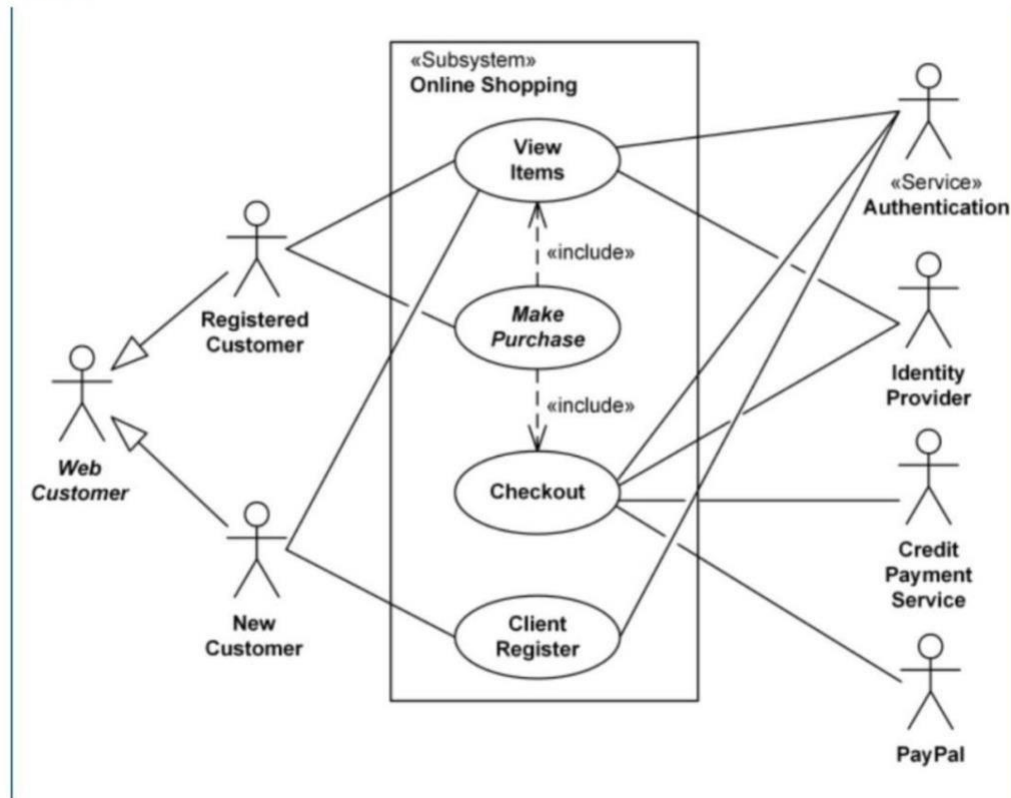 «Subsystem»
Online Shopping
View
Items
«include»
Make
Purchase
«include»
Checkout
Client
Register
Registered
Customer
Web
Customer
New
Customer
«Service»
Authentication
Identity
Provider
Credit
Payment
Service
PayPal